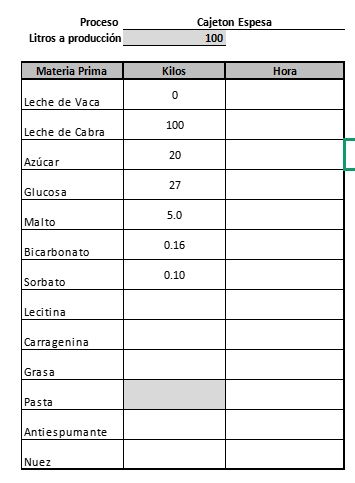 Proceso Cajeton Espesa
Litros a producción 100
Materia Prima Kilos Hora
Leche de Vaca 0
Leche de Cabra 100
Azúcar 20
Glucosa 27
Malto 5.0
Bicarbonato 0.16
Sorbato 0.10
Lecitina
Carragenina
Grasa
Pasta
Antiespumante
Nuez